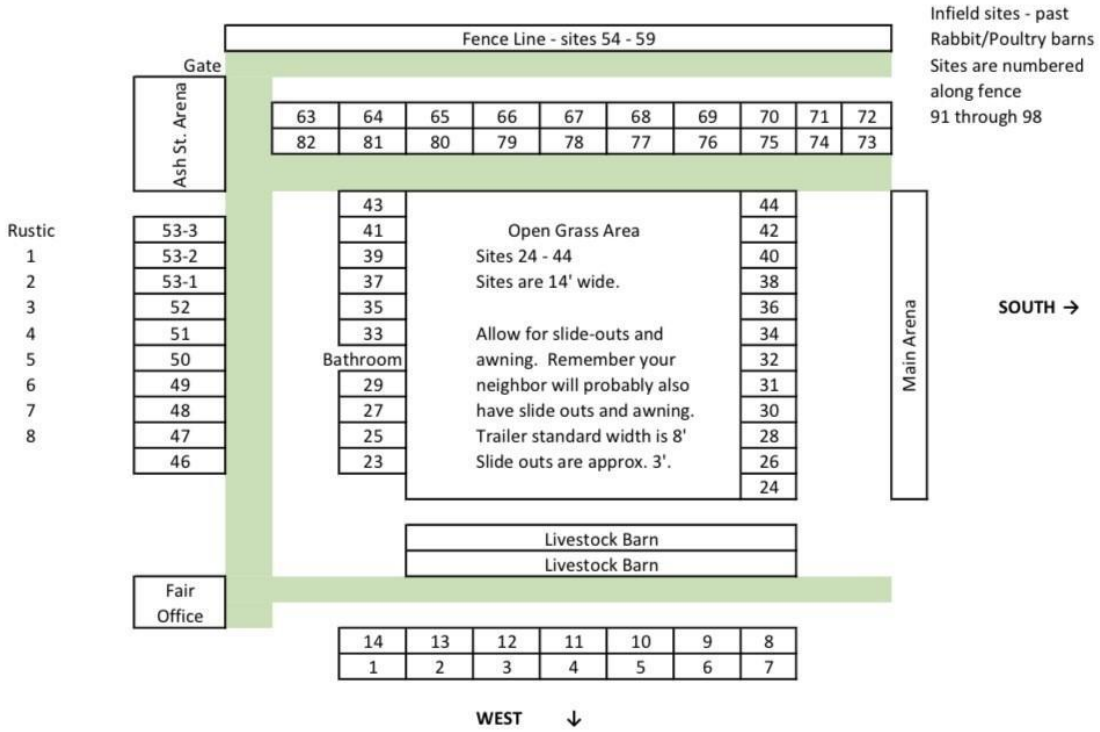 Infield sites - past
Rabbit/Poultry barns
Sites are numbered
along fence
91 through 98
Fence Line - sites 54 - 59
Gate
Ash St. Arena
63 64 65 66 67 68 69 70 71 72
82 81 80 79 78 77 76 75 74 73
43 44
Rustic 53-3 41 Open Grass Area 42
1 53-2 39 Sites 24 - 44 40
2 53-1 37 Sites are 14' wide. 38
3 52 35 36
SOUTH →
4 51 33 Allow for slide-outs and 34
5 50 Bathroom awning. Remember your 32
6 49 29 neighbor will probably also 31
7 48 27 have slide outs and awning. 30
8 47 25 Trailer standard width is 8' 28
46 23 Slide outs are approx. 3'. 26
24
Main Arena
Livestock Barn
Livestock Barn
Fair
Office
14 13 12 11 10 9 8
1 2 3 4 5 6 7
WEST ↓